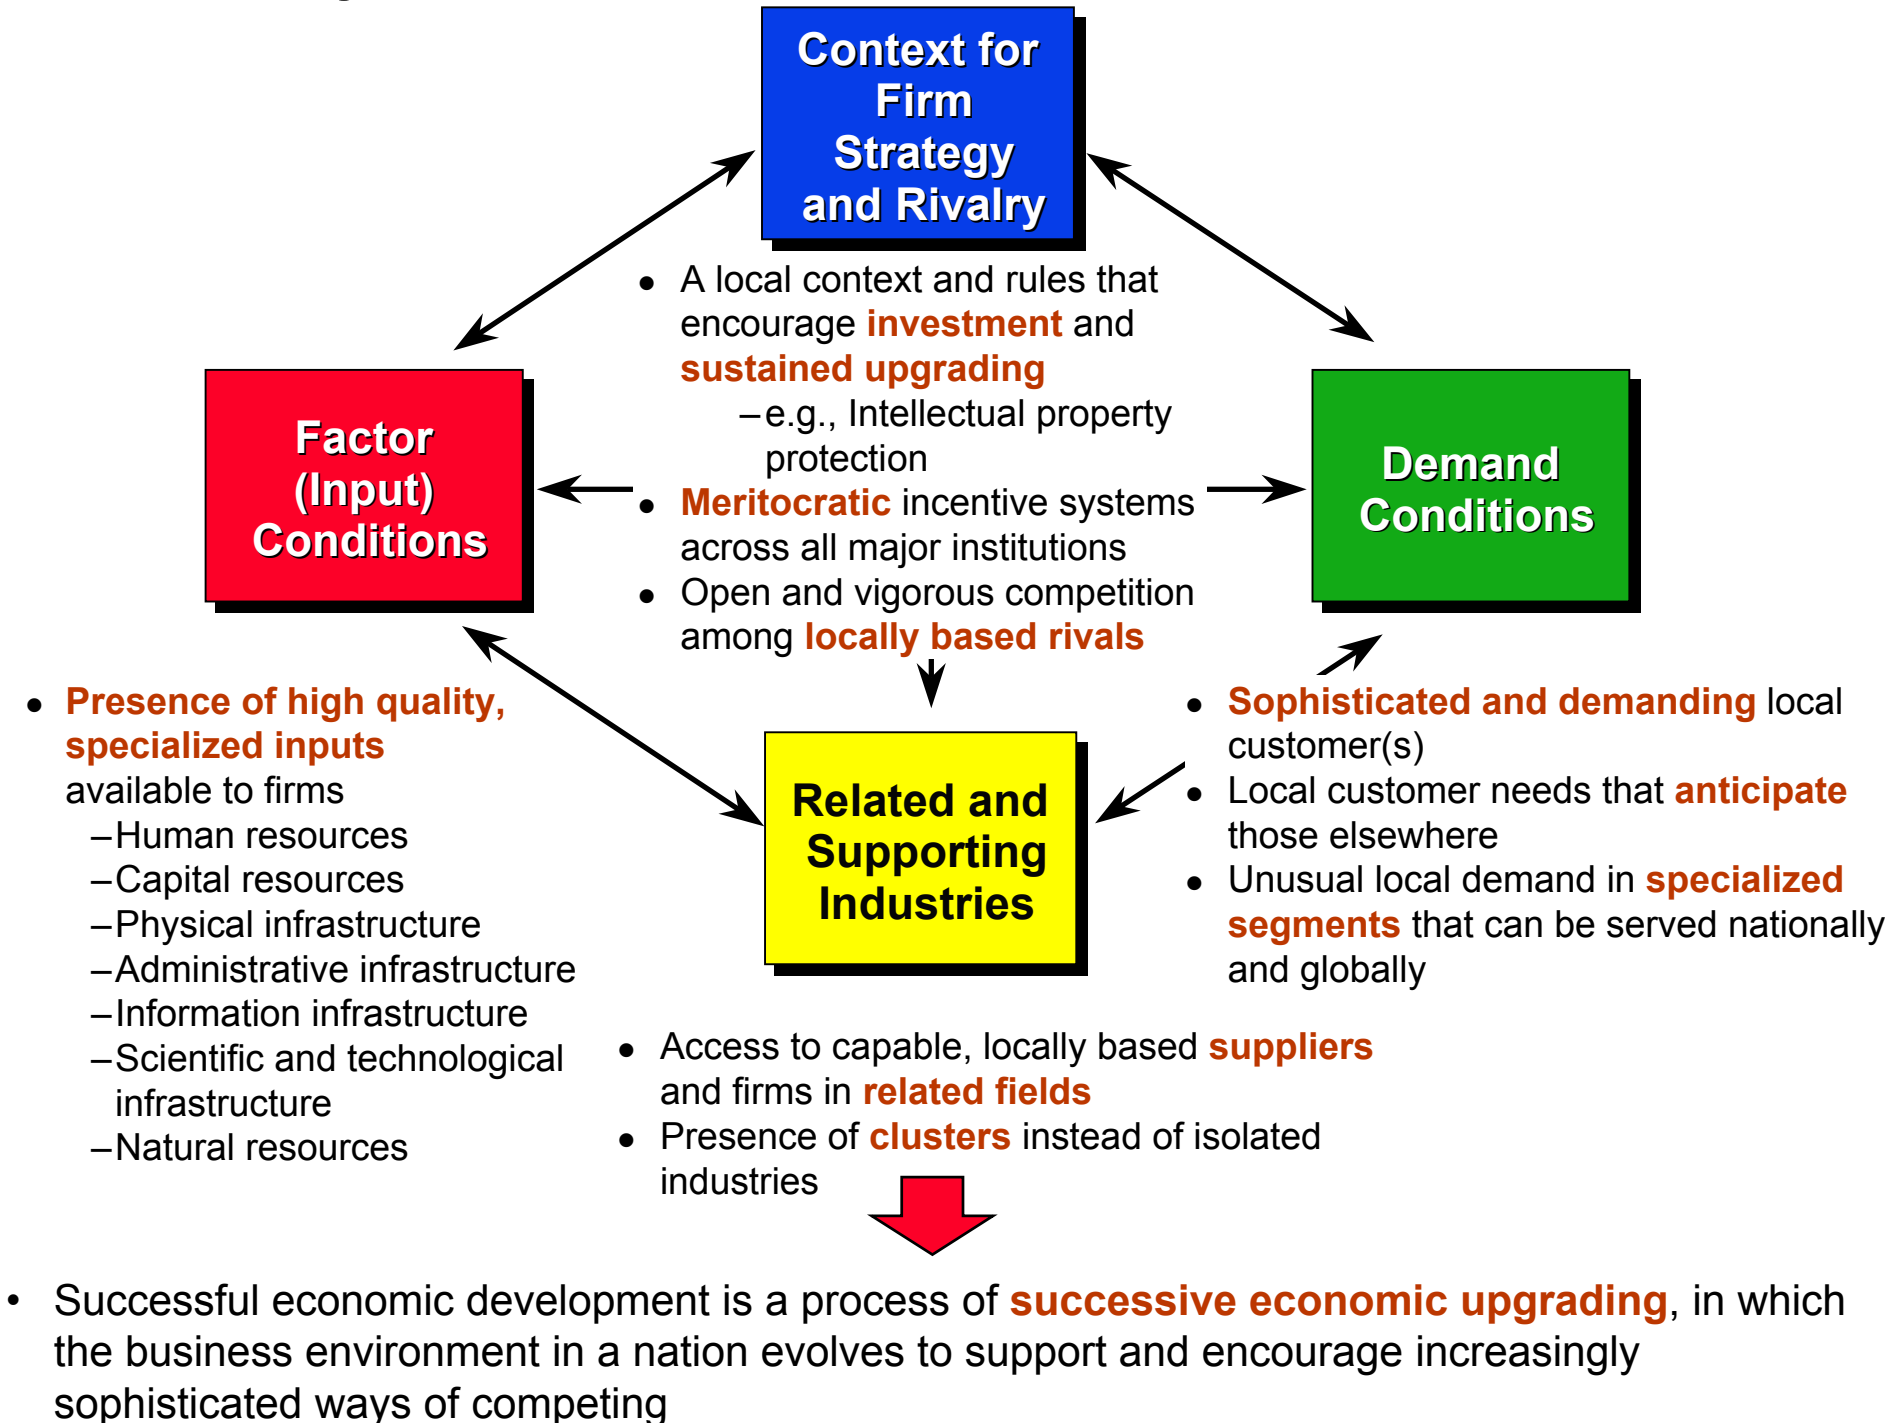 Context for
Firm
Strategy
and Rivalry
● A local context and rules that
encourage investment and
sustained upgrading
–e.g., Intellectual property
protection
● Meritocratic incentive systems
across all major institutions
● Open and vigorous competition
among locally based rivals
Factor
(Input)
Conditions
Demand
Conditions
● Presence of high quality,
specialized inputs
available to firms
–Human resources
–Capital resources
–Physical infrastructure
–Administrative infrastructure
–Information infrastructure
–Scientific and technological
infrastructure
–Natural resources
Related and
Supporting
Industries
● Sophisticated and demanding local
customer(s)
● Local customer needs that anticipate
those elsewhere
● Unusual local demand in specialized
segments that can be served nationally
and globally
● Access to capable, locally based suppliers
and firms in related fields
● Presence of clusters instead of isolated
industries
• Successful economic development is a process of successive economic upgrading, in which
the business environment in a nation evolves to support and encourage increasingly
sophisticated ways of competing